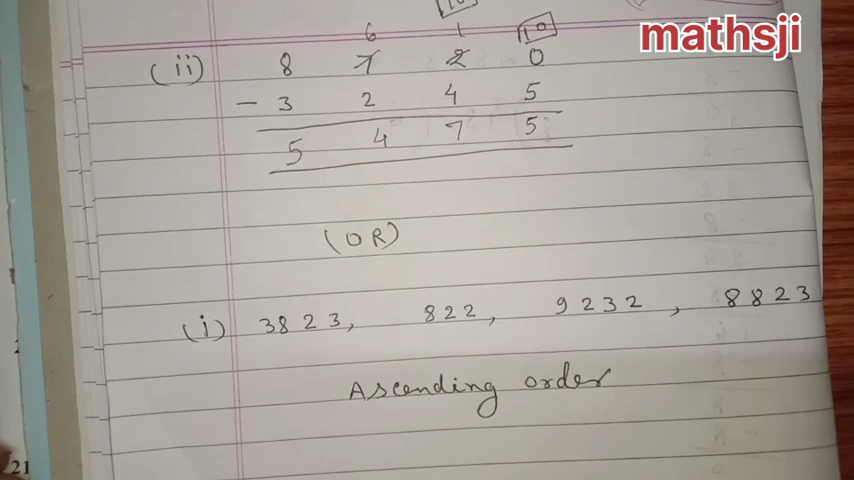 mathsji
6 1 10
(ii) 8 7 2 0
- 3 2 4 5
5 4 7 5
(OR)
(i) 3823, 822, 9232, 8823
Ascending order
21